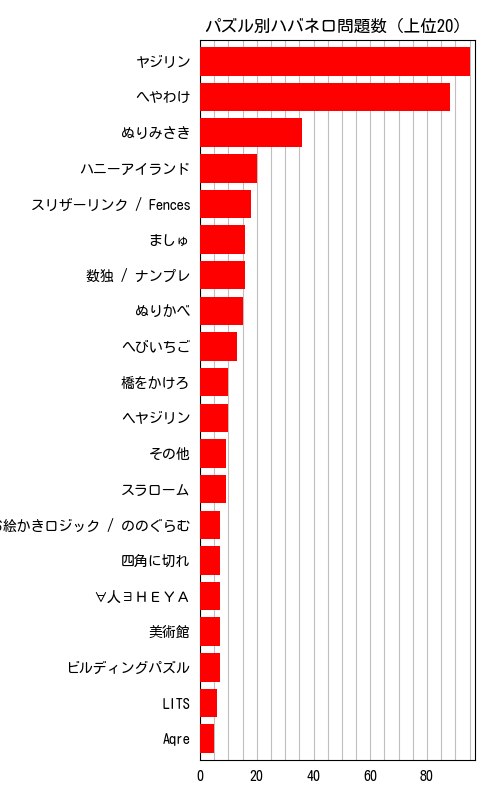 パズル別ハバネロ問題数 (上位20)
ヤジリン
へやわけ
ぬりみさき
ハニーアイランド
スリザーリンク / Fences
ましゅ
数独 / ナンプレ
ぬりかべ
へびいちご
橋をかけろ
ヘヤジリン
その他
スラローム
絵かきロジック / ののぐらむ
四角に切れ
∀人∃ＨＥＹＡ
美術館
ビルディングパズル
LITS
Aqre
0 20 40 60 80